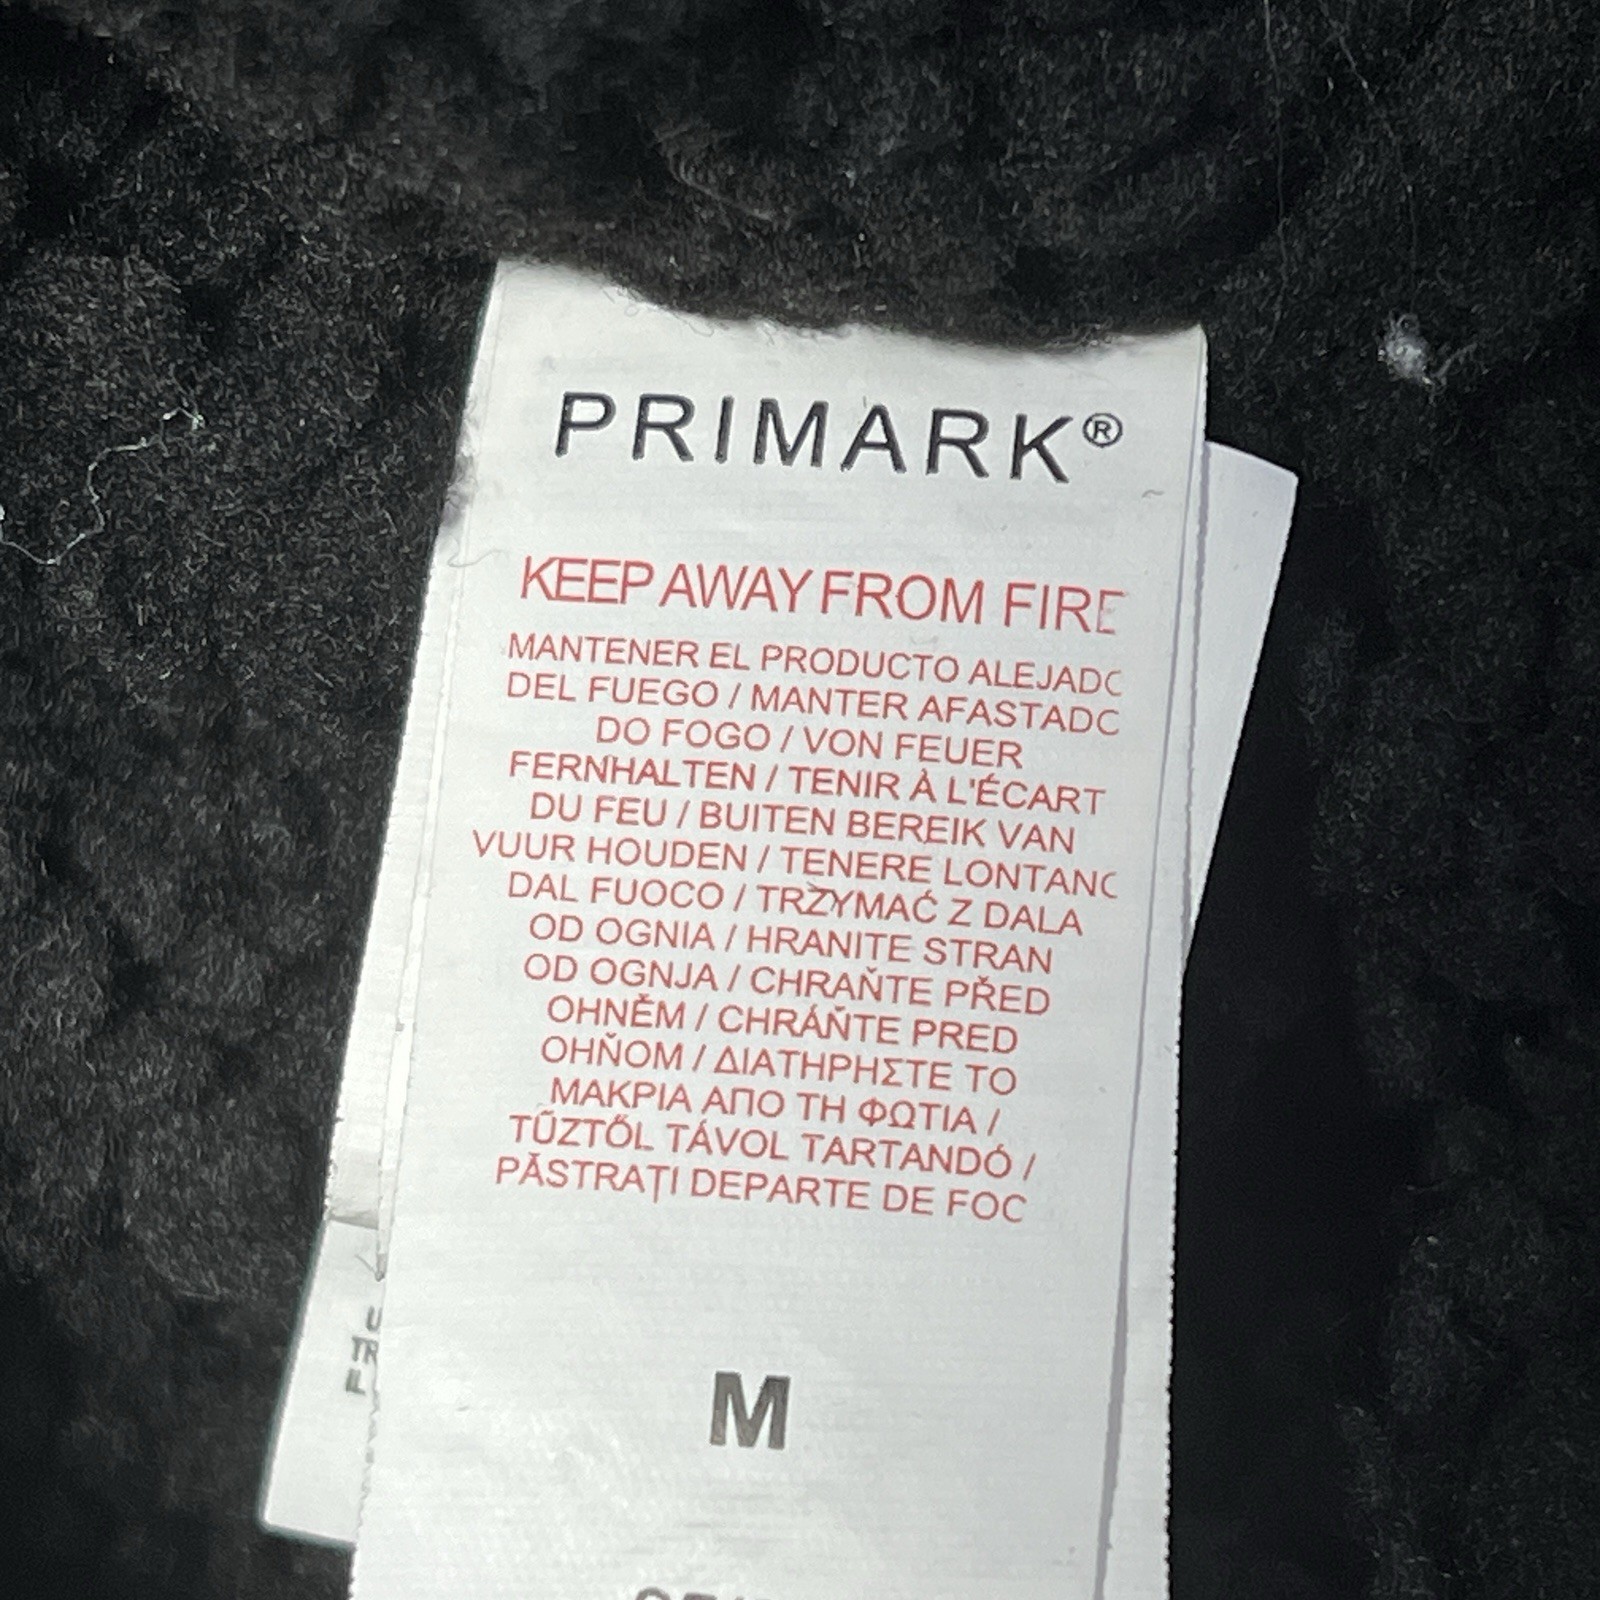 PRIMARK®
KEEP AWAY FROM FIRE
MANTENER EL PRODUCTO ALEJADO
DEL FUEGO / MANTER AFASTADO
DO FOGO / VON FEUER
FERNHALTEN / TENIR À L'ÉCART
DU FEU / BUITEN BEREIK VAN
VUUR HOUDEN / TENERE LONTANO
DAL FUOCO / TRZYMAĆ Z DALA
OD OGNIA / HRANITE STRAN
OD OGNJA / CHRAŇTE PŘED
OHNĚM / CHRÁŇTE PRED
OHŇOM / ΔΙΑΤΗΡΗΣΤΕ ΤΟ
ΜΑΚΡΙΑ ΑΠΟ ΤΗ ΦΩΤΙΑ /
TŰZTŐL TÁVOL TARTANDÓ /
PĂSTRAȚI DEPARTE DE FOC
M